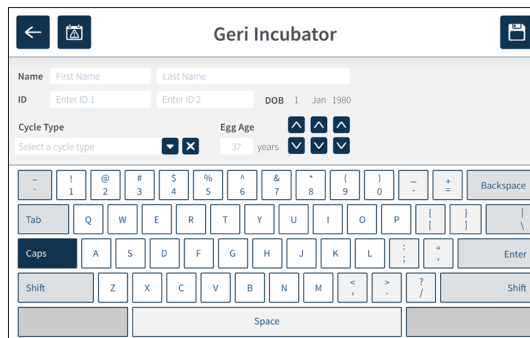 Geri Incubator
Name First Name Last Name
ID Enter ID 1 Enter ID 2 DOB 1 Jan 1980
Cycle Type Egg Age
Select a cycle type 37 years
~ ! @ # $ % ^ & * ( ) _ +
` 1 2 3 4 5 6 7 8 9 0 - = Backspace
Tab Q W E R T Y U I O P { [ } ] | \
Caps A S D F G H J K L : ; “ ‘ Enter
Shift Z X C V B N M < , > . ? / Shift
Space